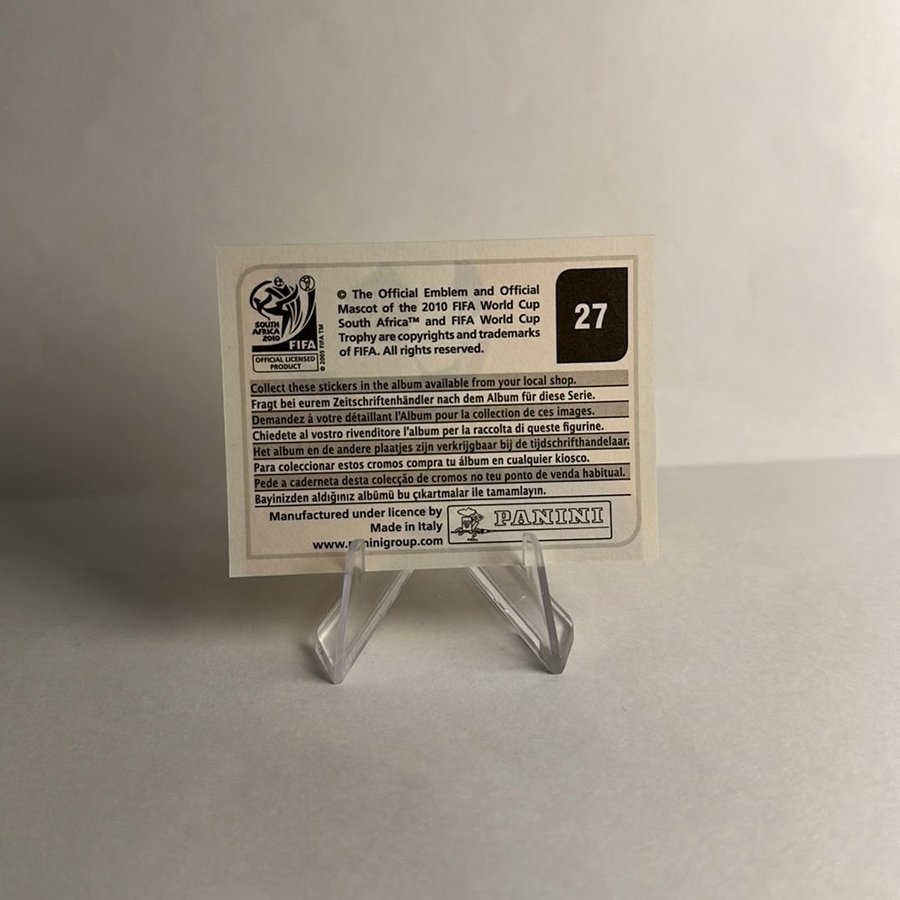 SOUTH
AFRICA
2010
FIFA
OFFICIAL LICENSED
PRODUCT
© 2005 FIFA TM
© The Official Emblem and Official
Mascot of the 2010 FIFA World Cup
South Africa™ and FIFA World Cup
Trophy are copyrights and trademarks
of FIFA. All rights reserved.
27
Collect these stickers in the album available from your local shop.
Fragt bei eurem Zeitschriftenhändler nach dem Album für diese Serie.
Demandez à votre détaillant l'Album pour la collection de ces images.
Chiedete al vostro rivenditore l'album per la raccolta di queste figurine.
Het album en de andere plaatjes zijn verkrijgbaar bij de tijdschrifthandelaar.
Para coleccionar estos cromos compra tu álbum en cualquier kiosco.
Pede a caderneta desta colecção de cromos no teu ponto de venda habitual.
Bayinizden aldığınız albümü bu çıkartmalar ile tamamlayın.
Manufactured under licence by
Made in Italy
www.paninigroup.com
PANINI